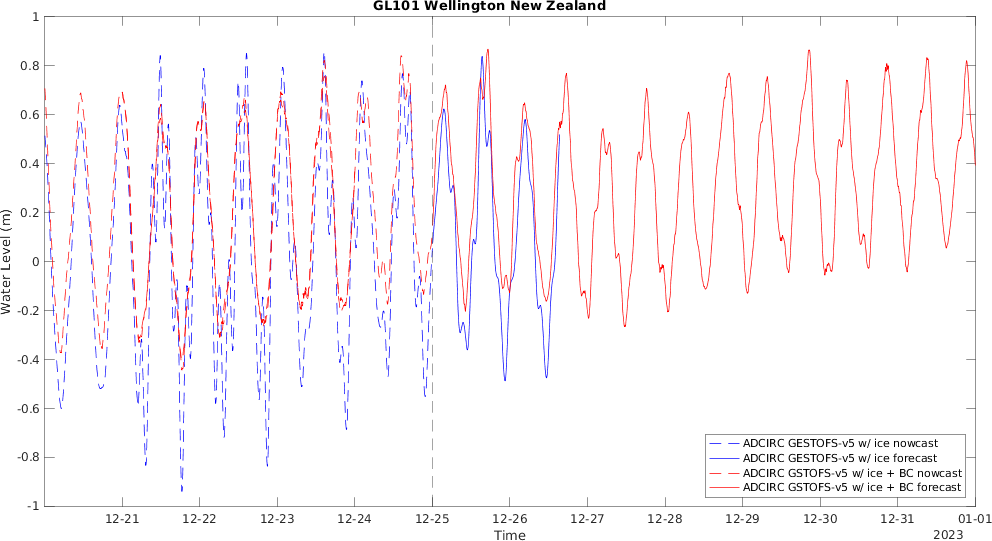 GL101 Wellington New Zealand
1
0.8
0.6
0.4
0.2
0
-0.2
-0.4
-0.6
-0.8
-1
Water Level (m)
ADCIRC GESTOFS-v5 w/ ice nowcast
ADCIRC GESTOFS-v5 w/ ice forecast
ADCIRC GSTOFS-v5 w/ ice + BC nowcast
ADCIRC GSTOFS-v5 w/ ice + BC forecast
12-21 12-22 12-23 12-24 12-25 12-26 12-27 12-28 12-29 12-30 12-31 01-01
Time
2023